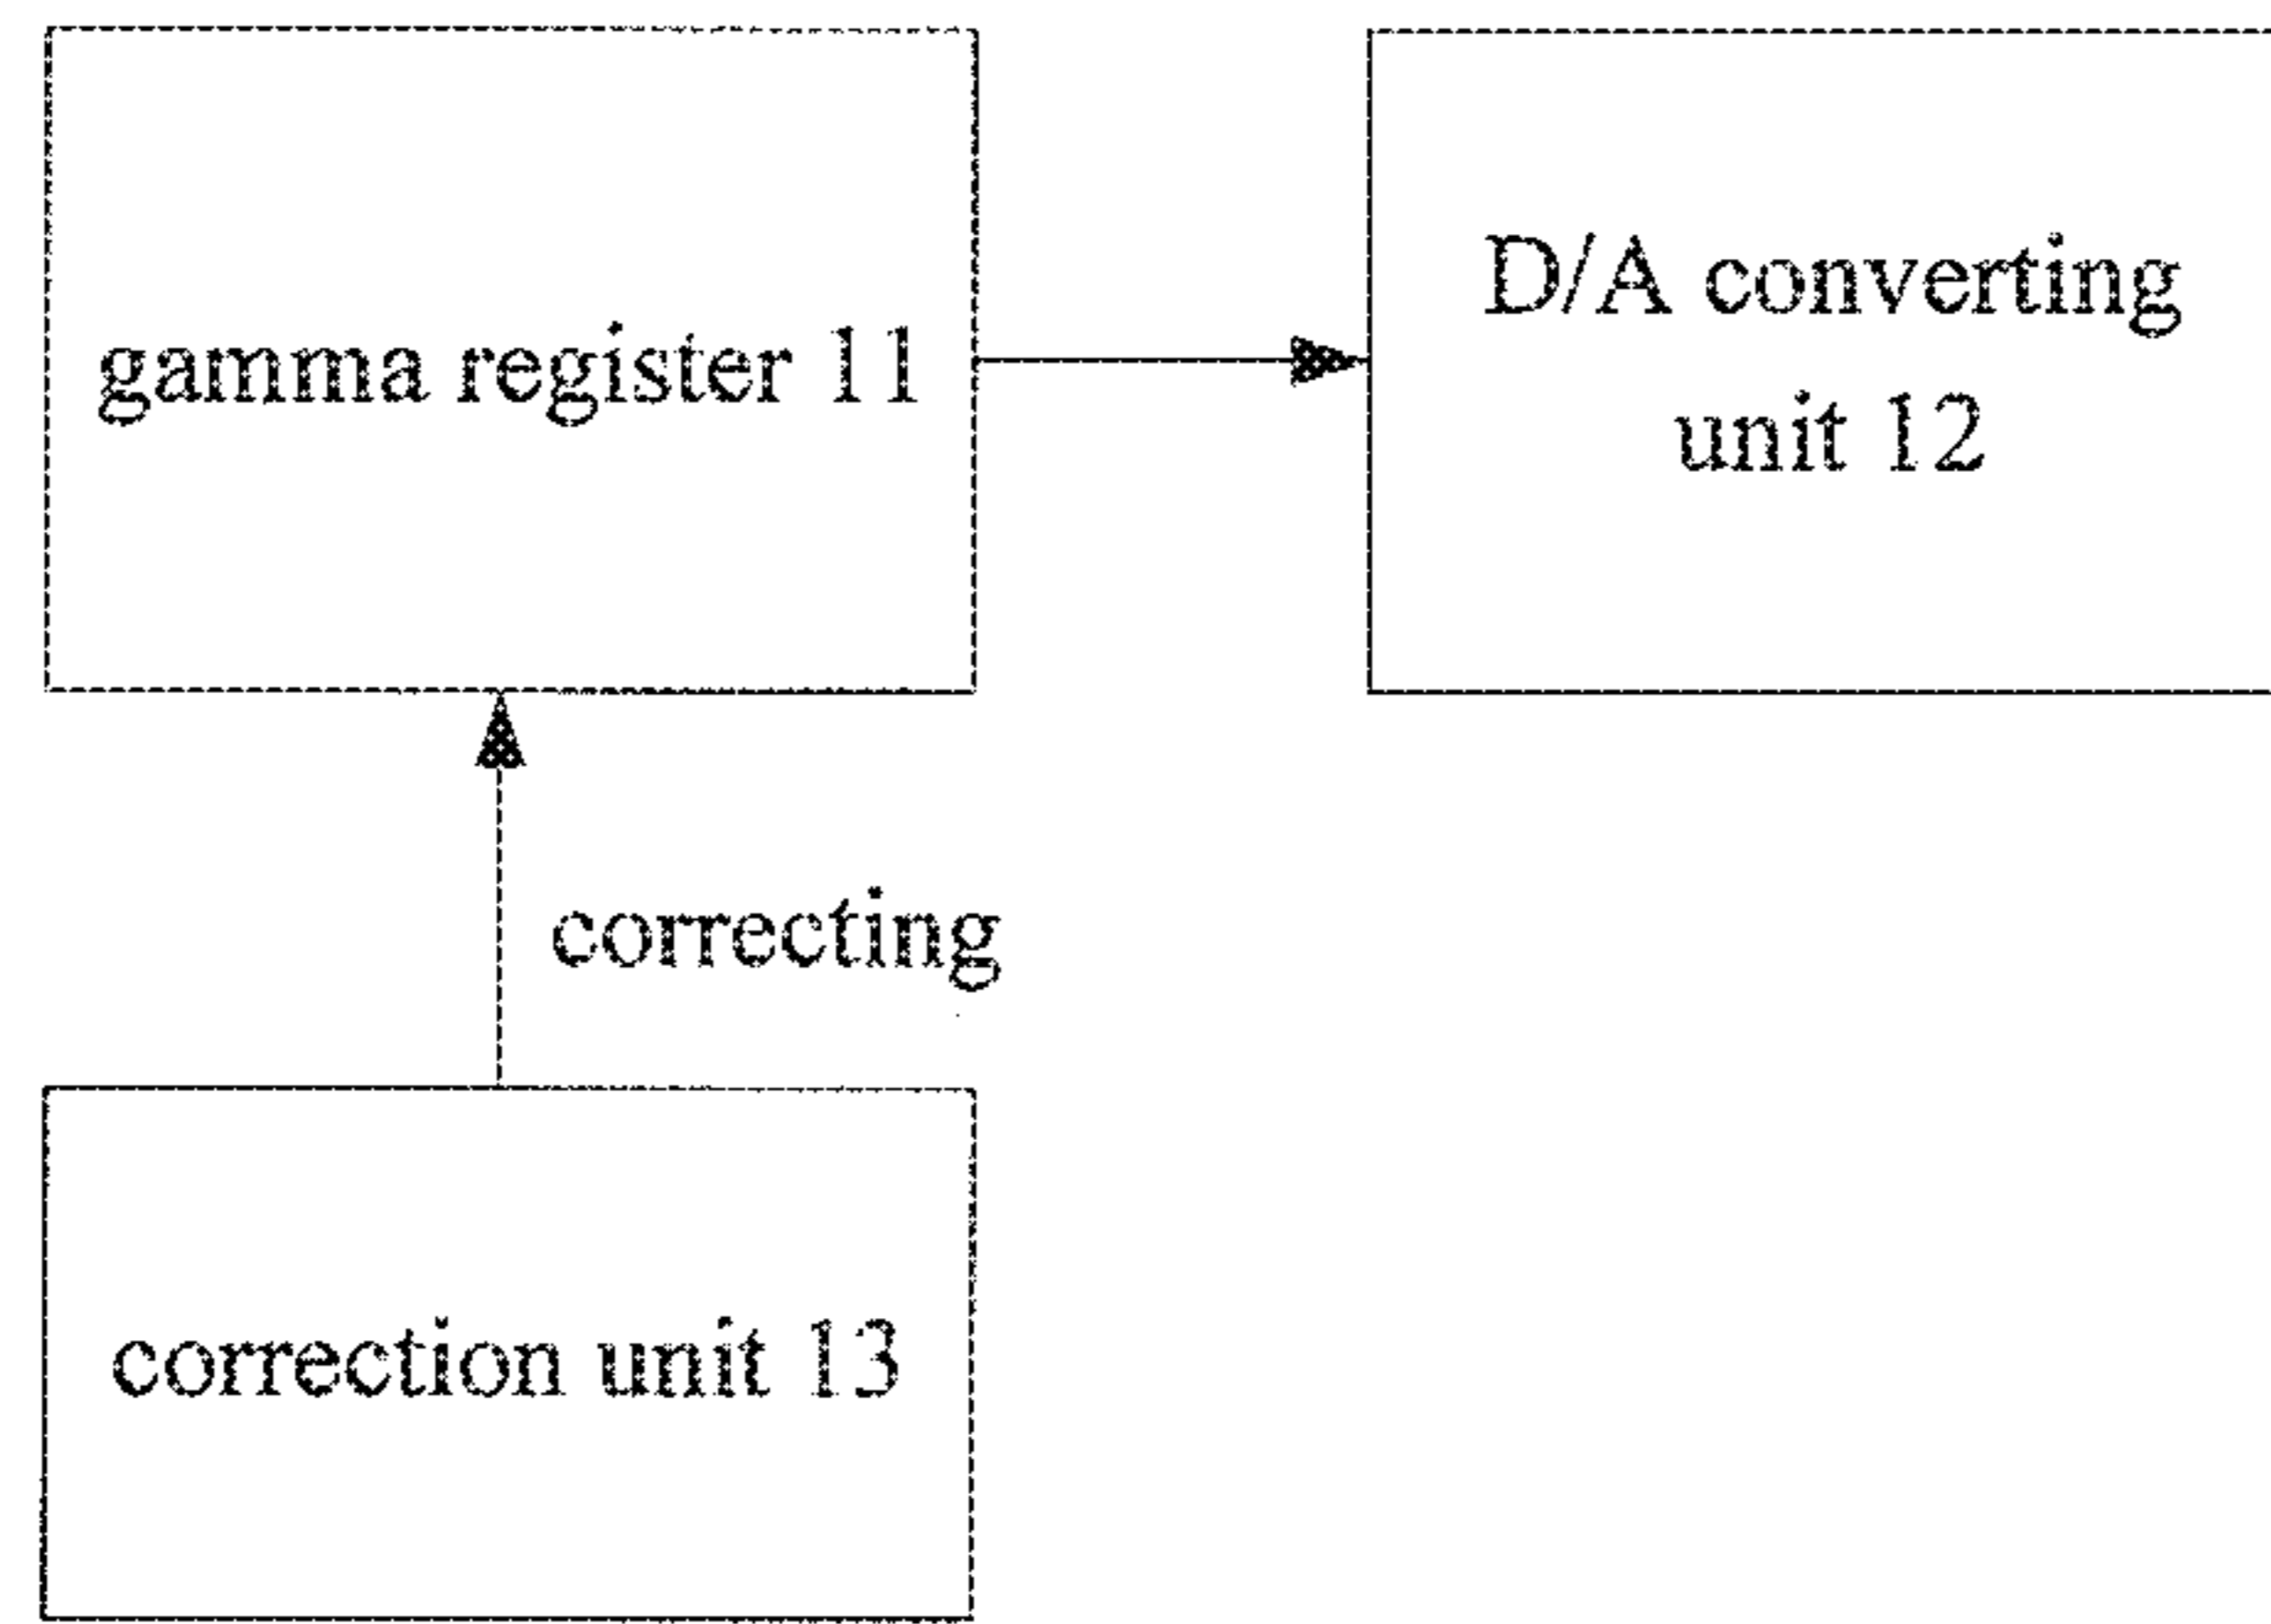 gamma register 11
D/A converting
unit 12
correcting
correction unit 13